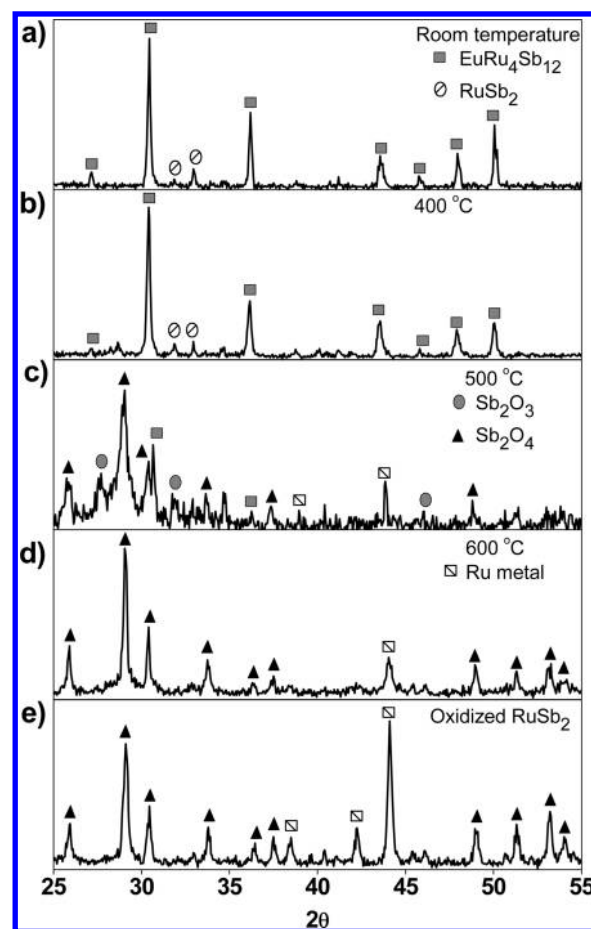 a)
Room temperature
EuRu₄Sb₁₂
RuSb₂
b)
400 °C
c)
500 °C
Sb₂O₃
Sb₂O₄
d)
600 °C
Ru metal
e)
Oxidized RuSb₂
25 30 35 40 45 50 55
2θ